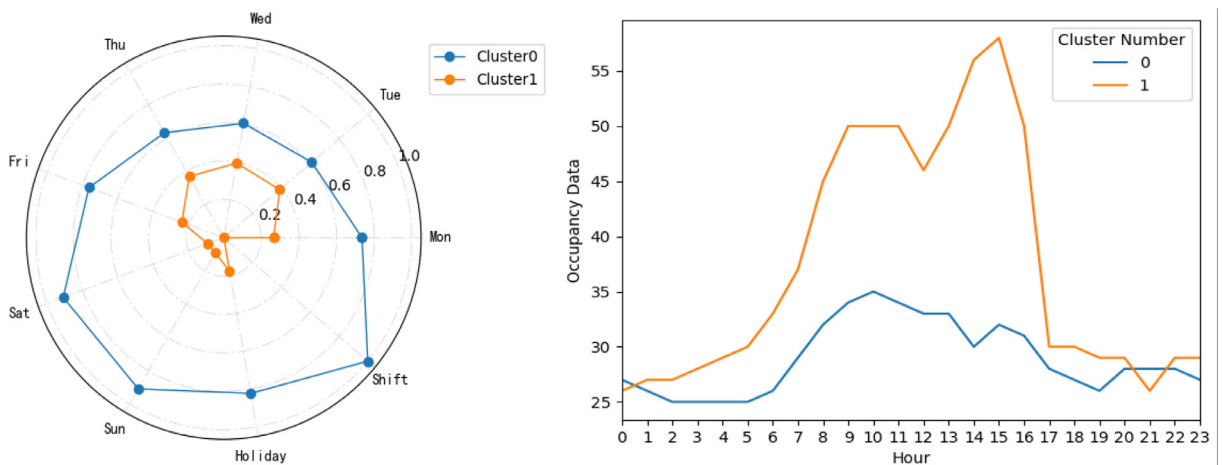 Wed
Thu
Tue
Fri
Mon
Sat
Sun
Holiday
Shift
0.2
0.4
0.6
0.8
1.0
Cluster0
Cluster1
Occupancy Data
55
50
45
40
35
30
25
0 1 2 3 4 5 6 7 8 9 10 11 12 13 14 15 16 17 18 19 20 21 22 23
Hour
Cluster Number
0
1